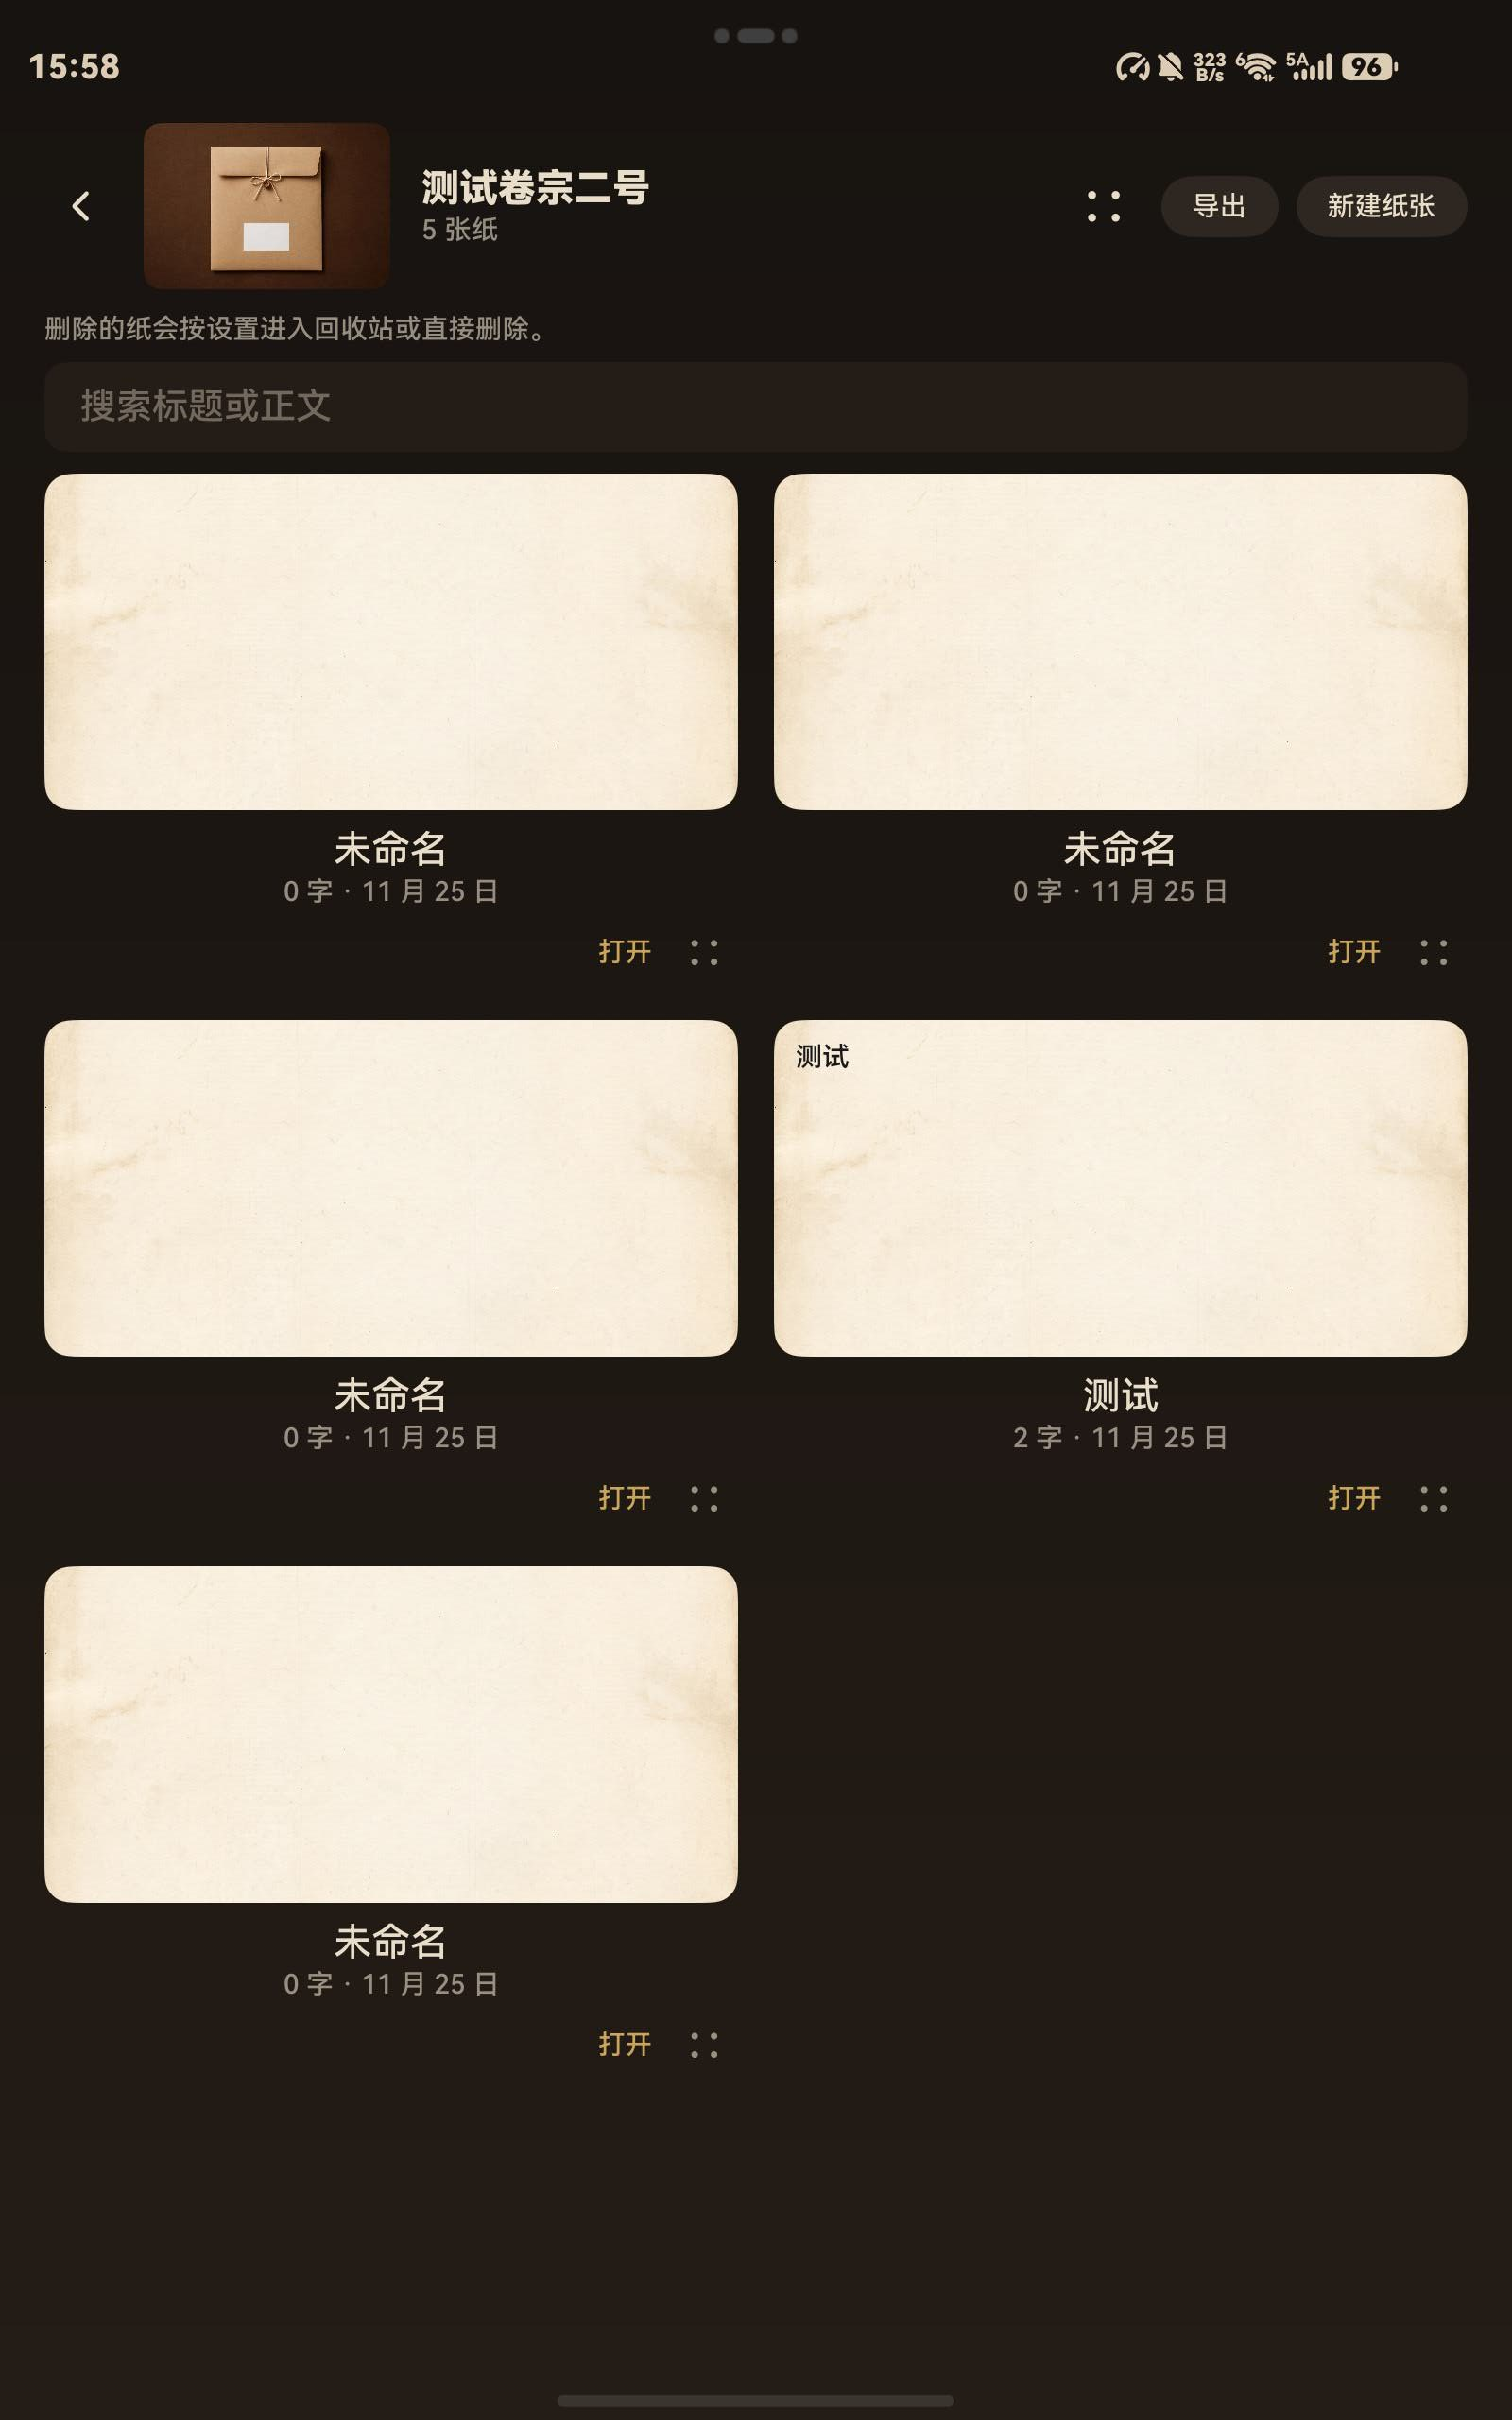 15:58
323
B/s
6
5A
96
测试卷宗二号
5 张纸
导出
新建纸张
删除的纸会按设置进入回收站或直接删除。
搜索标题或正文
未命名
0 字 · 11 月 25 日
打开
未命名
0 字 · 11 月 25 日
打开
未命名
0 字 · 11 月 25 日
打开
测试
测试
2 字 · 11 月 25 日
打开
未命名
0 字 · 11 月 25 日
打开